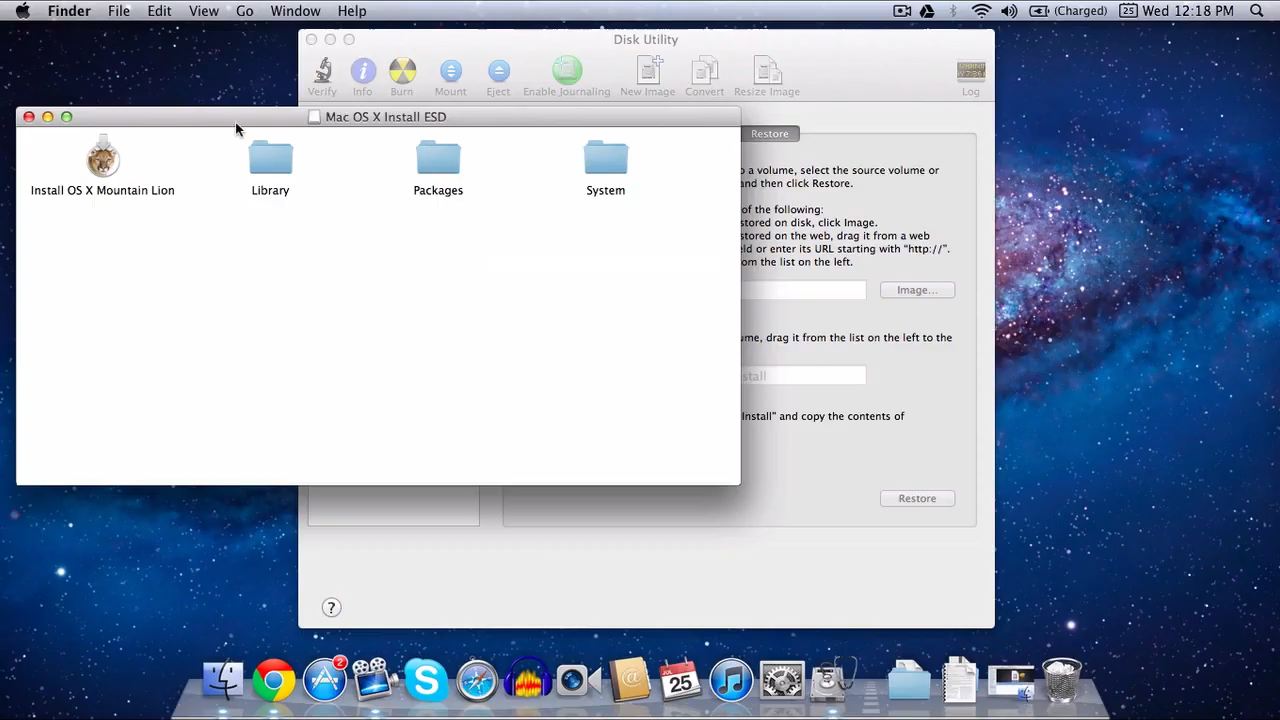 Finder File Edit View Go Window Help
(Charged) 25 Wed 12:18 PM
Disk Utility
Verify Info Burn Mount Eject Enable Journaling New Image Convert Resize Image Log
Mac OS X Install ESD
Install OS X Mountain Lion Library Packages System
Restore
o a volume, select the source volume or
and then click Restore.
of the following:
stored on disk, click Image.
stored on the web, drag it from a web
eld or enter its URL starting with "http://".
om the list on the left.
Image...
ume, drag it from the list on the left to the
stall
Install" and copy the contents of
Restore
?
2
JUL
25